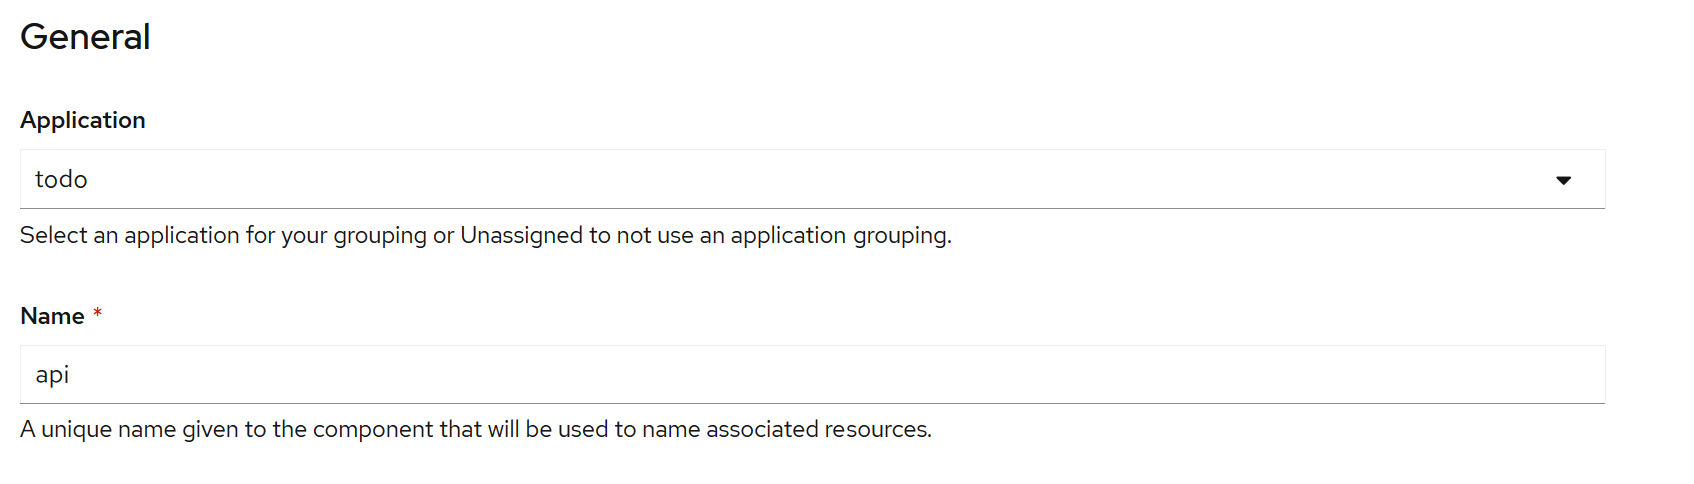 General
Application
todo
Select an application for your grouping or Unassigned to not use an application grouping.
Name *
api
A unique name given to the component that will be used to name associated resources.